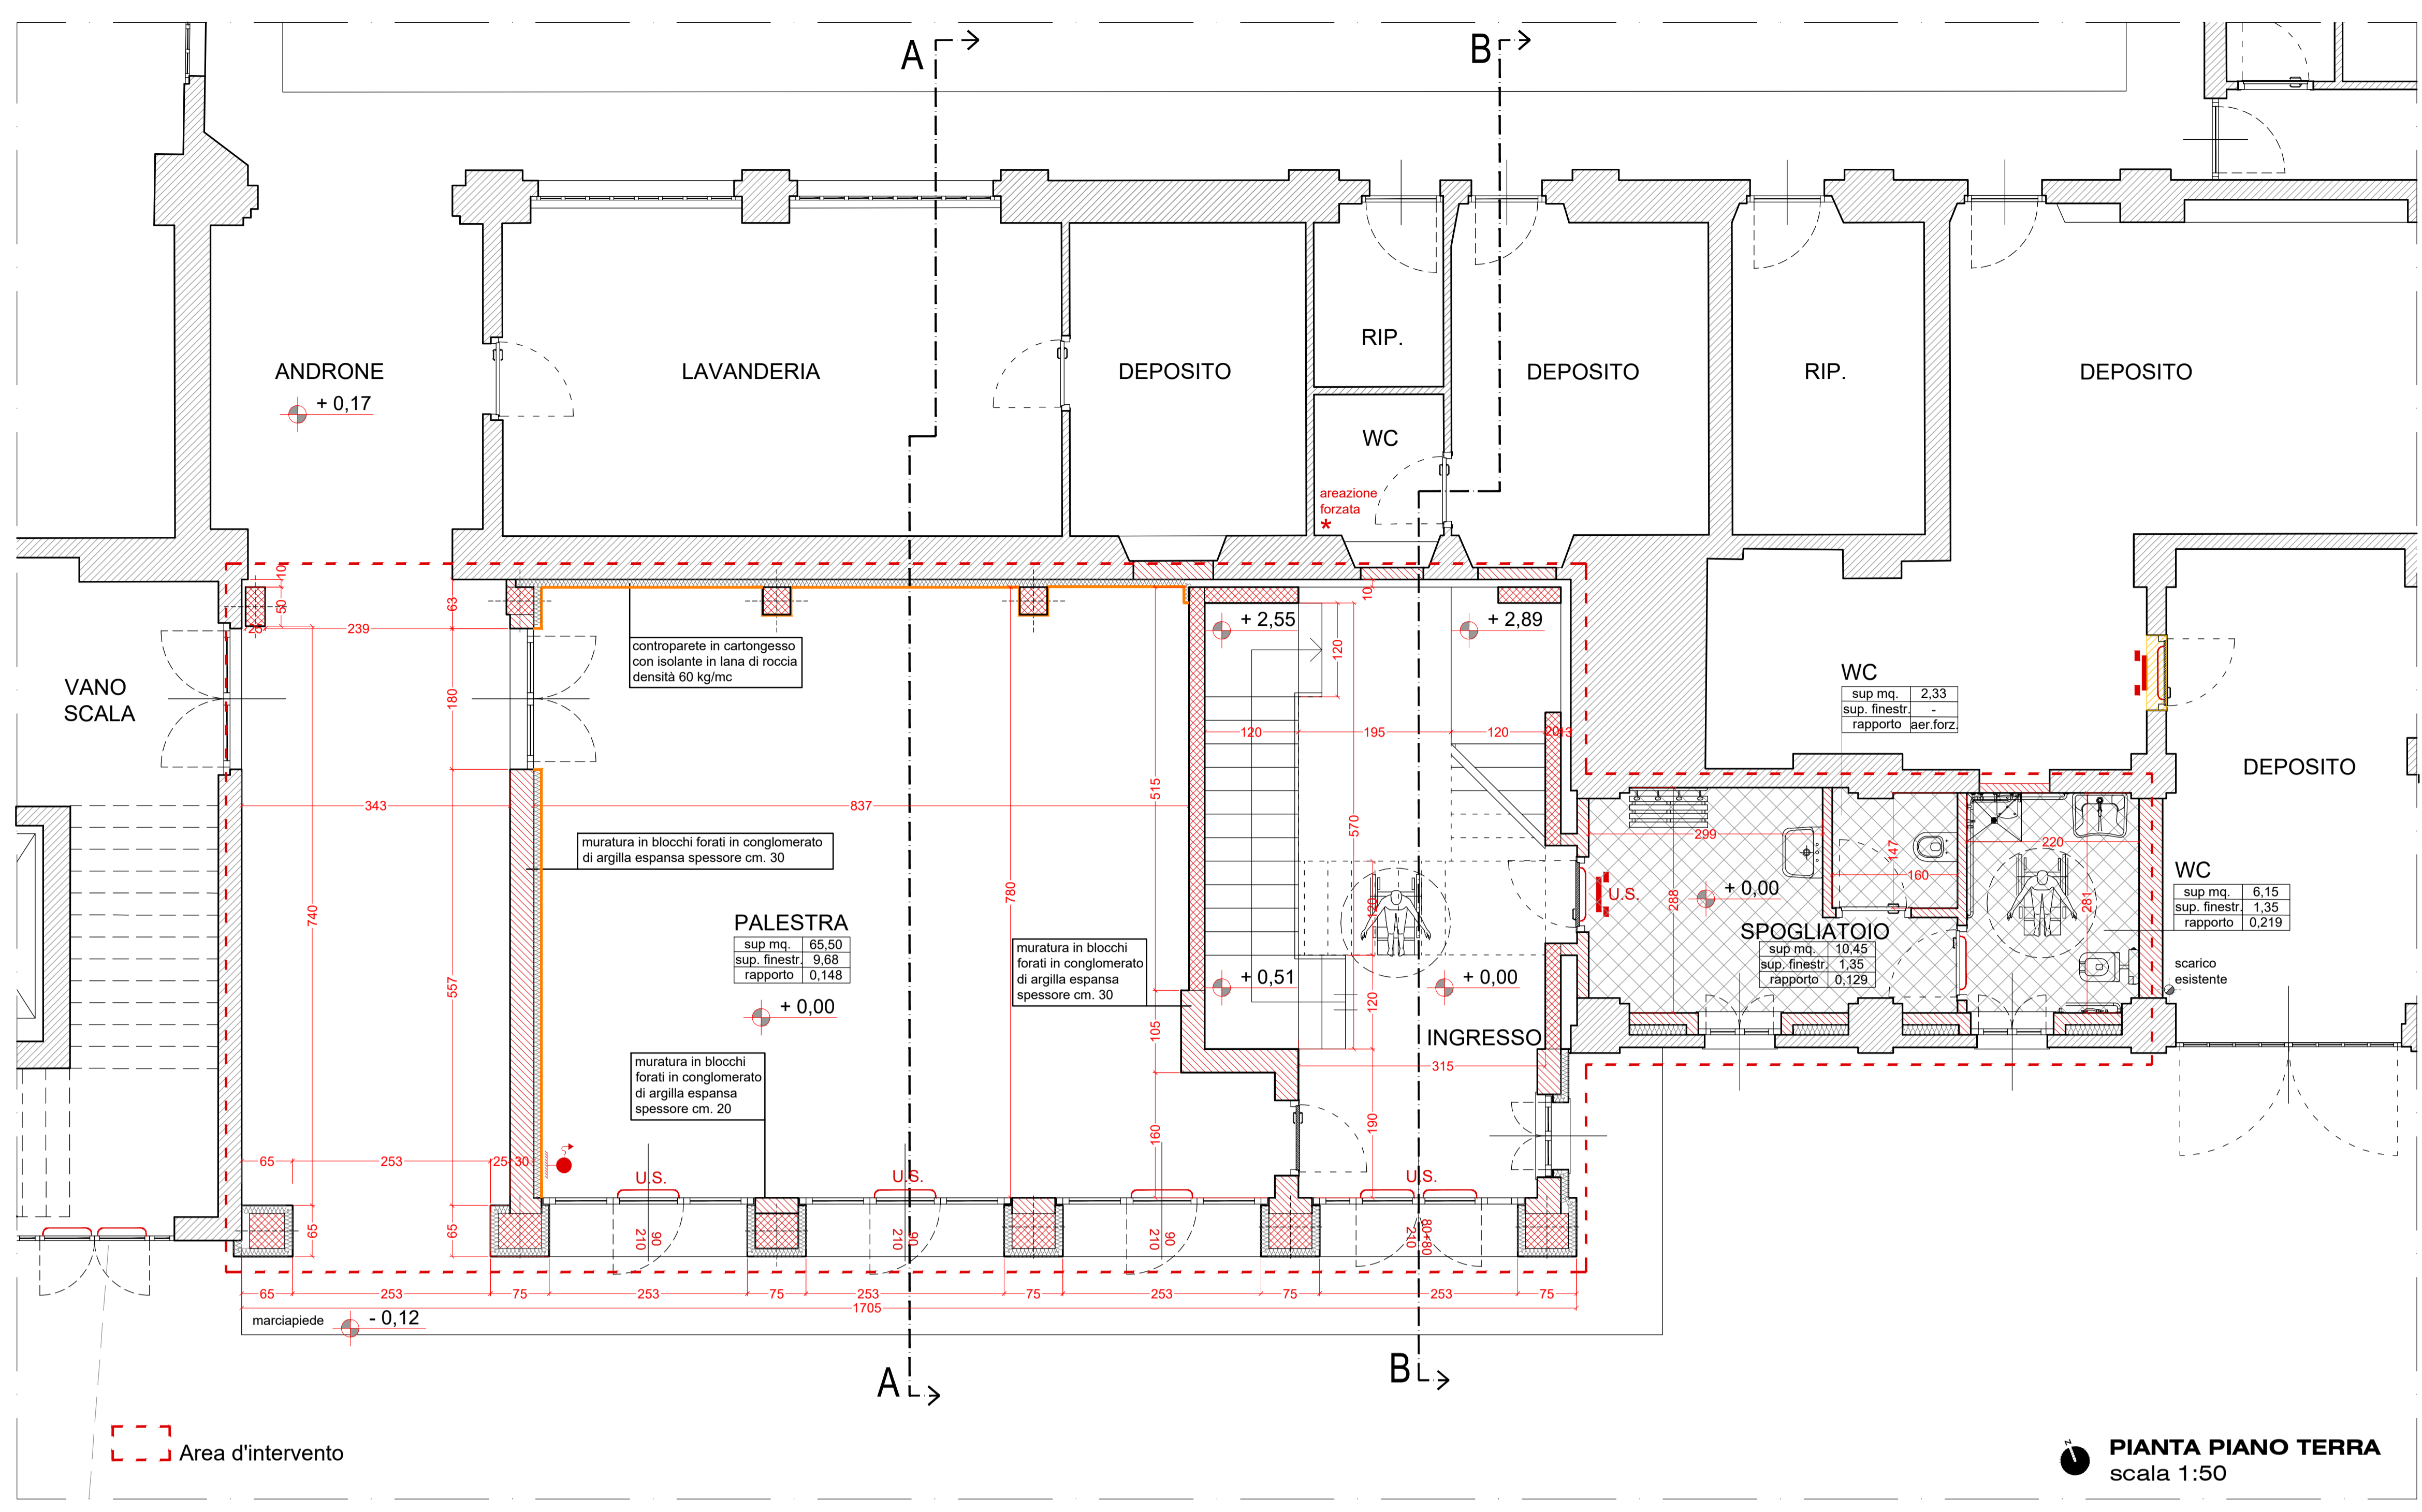 A
B
ANDRONE
+ 0,17
LAVANDERIA
DEPOSITO
RIP.
WC
areazione
forzata
*
DEPOSITO
RIP.
DEPOSITO
10
50
25
239
63
180
10
+ 2,55
+ 2,89
120
controparete in cartongesso
con isolante in lana di roccia
densità 60 kg/mc
VANO
SCALA
WC
sup mq. 2,33
sup. finestr. -
rapporto aer.forz.
120
195
120
DEPOSITO
343
837
515
570
299
147
220
160
288
281
muratura in blocchi forati in conglomerato
di argilla espansa spessore cm. 30
U.S.
+ 0,00
WC
sup mq. 6,15
sup. finestr. 1,35
rapporto 0,219
740
780
120
PALESTRA
sup mq. 65,50
sup. finestr. 9,68
rapporto 0,148
+ 0,00
SPOGLIATOIO
sup mq. 10,45
sup. finestr. 1,35
rapporto 0,129
muratura in blocchi
forati in conglomerato
di argilla espansa
spessore cm. 30
scarico
esistente
557
+ 0,51
+ 0,00
120
105
INGRESSO
315
muratura in blocchi
forati in conglomerato
di argilla espansa
spessore cm. 20
190
160
65
253
25
30
U.S.
U.S.
U.S.
65
65
90
210
90
210
90
210
80+80
210
65
253
75
253
75
253
75
253
75
253
75
1705
marciapiede
- 0,12
A
B
Area d'intervento
N
PIANTA PIANO TERRA
scala 1:50